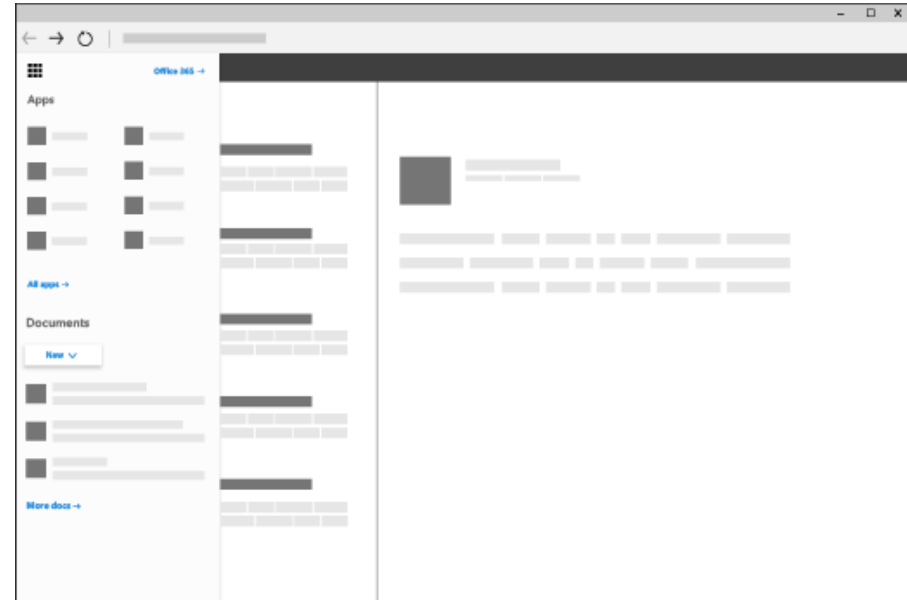 Office 365 →
Apps
All apps →
Documents
New
More docs →